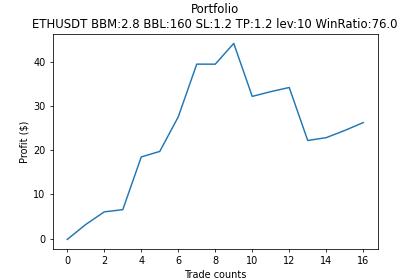 Portfolio
ETHUSDT BBM:2.8 BBL:160 SL:1.2 TP:1.2 lev:10 WinRatio:76.0
Profit ($)
40
30
20
10
0
0 2 4 6 8 10 12 14 16
Trade counts